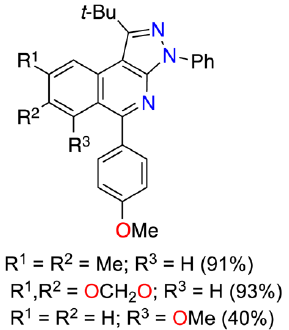 t-Bu
N
R¹
N
Ph
R²
N
R³
OMe
R¹ = R² = Me; R³ = H (91%)
R¹,R² = OCH₂O; R³ = H (93%)
R¹ = R² = H; R³ = OMe (40%)